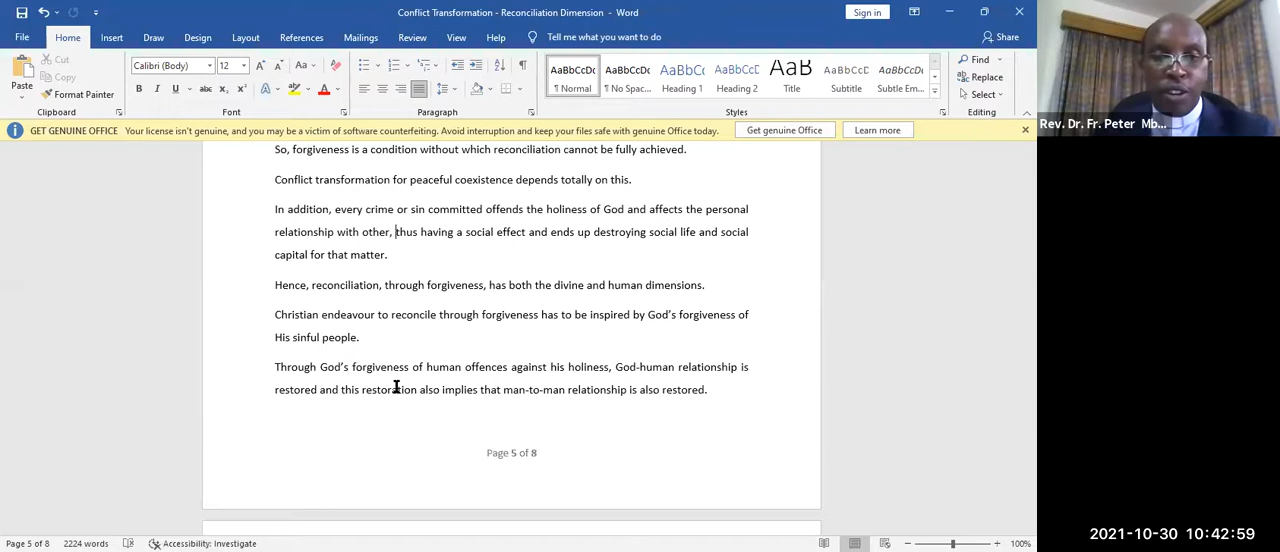 Conflict Transformation - Reconciliation Dimension - Word
Sign in
File Home Insert Draw Design Layout References Mailings Review View Help Tell me what you want to do Share
Paste
Cut
Copy
Format Painter
Clipboard
Calibri (Body) 12
Font
Paragraph
AaBbCcDc AaBbCcDc AaBbCc AaBbCcD AaB AaBbCcD AaBbCcDc
¶ Normal ¶ No Spac... Heading 1 Heading 2 Title Subtitle Subtle Em...
Styles
Find
Replace
Select
Editing
Rev. Dr. Fr. Peter Mb...
GET GENUINE OFFICE Your license isn't genuine, and you may be a victim of software counterfeiting. Avoid interruption and keep your files safe with genuine Office today. Get genuine Office Learn more
So, forgiveness is a condition without which reconciliation cannot be fully achieved.
Conflict transformation for peaceful coexistence depends totally on this.
In addition, every crime or sin committed offends the holiness of God and affects the personal
relationship with other, thus having a social effect and ends up destroying social life and social
capital for that matter.
Hence, reconciliation, through forgiveness, has both the divine and human dimensions.
Christian endeavour to reconcile through forgiveness has to be inspired by God's forgiveness of
His sinful people.
Through God's forgiveness of human offences against his holiness, God-human relationship is
restored and this restoration also implies that man-to-man relationship is also restored.
Page 5 of 8
Page 5 of 8 2224 words Accessibility: Investigate 100%
2021-10-30 10:42:59